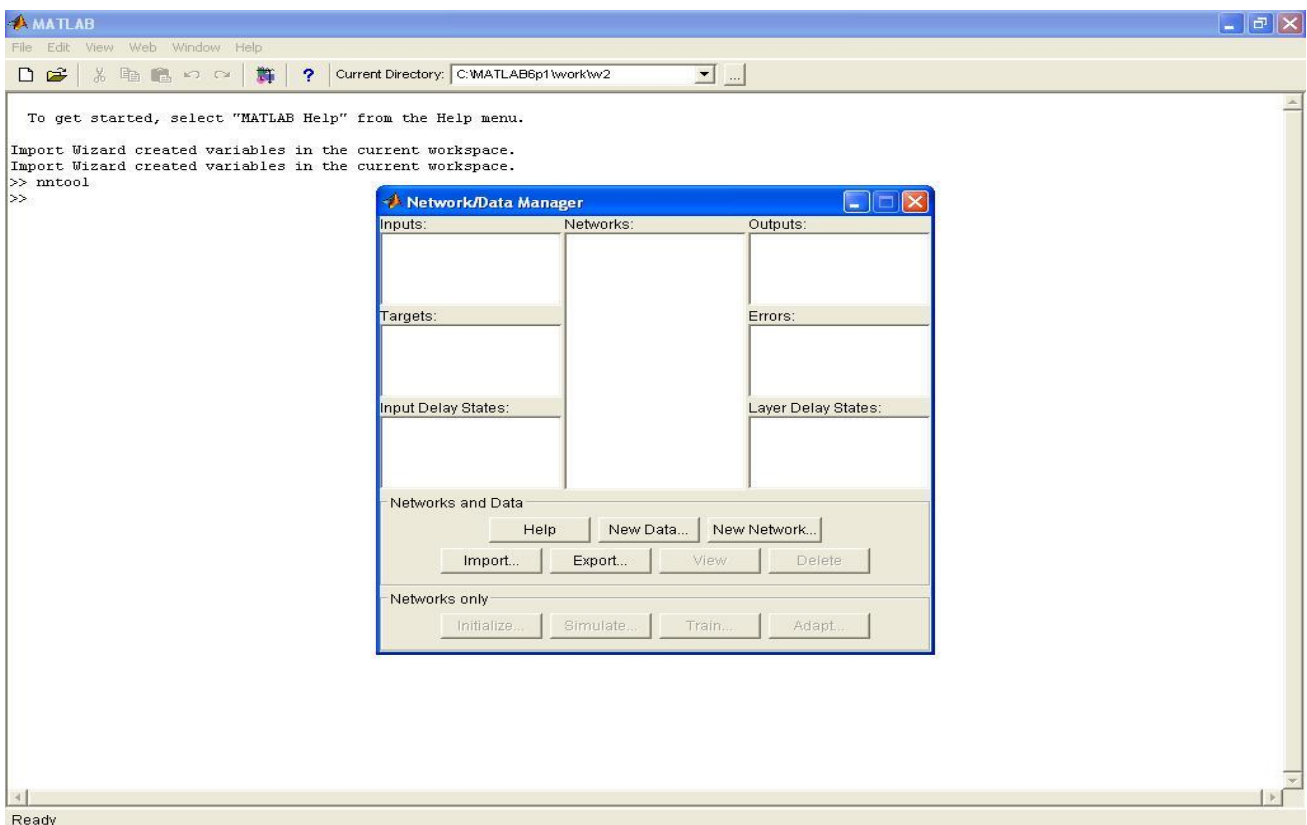 MATLAB
File Edit View Web Window Help
? Current Directory: C:\MATLAB6p1\work\w2 ...
To get started, select "MATLAB Help" from the Help menu.
Import Wizard created variables in the current workspace.
Import Wizard created variables in the current workspace.
>> nntool
>>
Network/Data Manager
Inputs: Networks: Outputs:
Targets: Errors:
Input Delay States: Layer Delay States:
Networks and Data
Help New Data... New Network...
Import... Export... View Delete
Networks only
Initialize... Simulate... Train... Adapt...
Ready